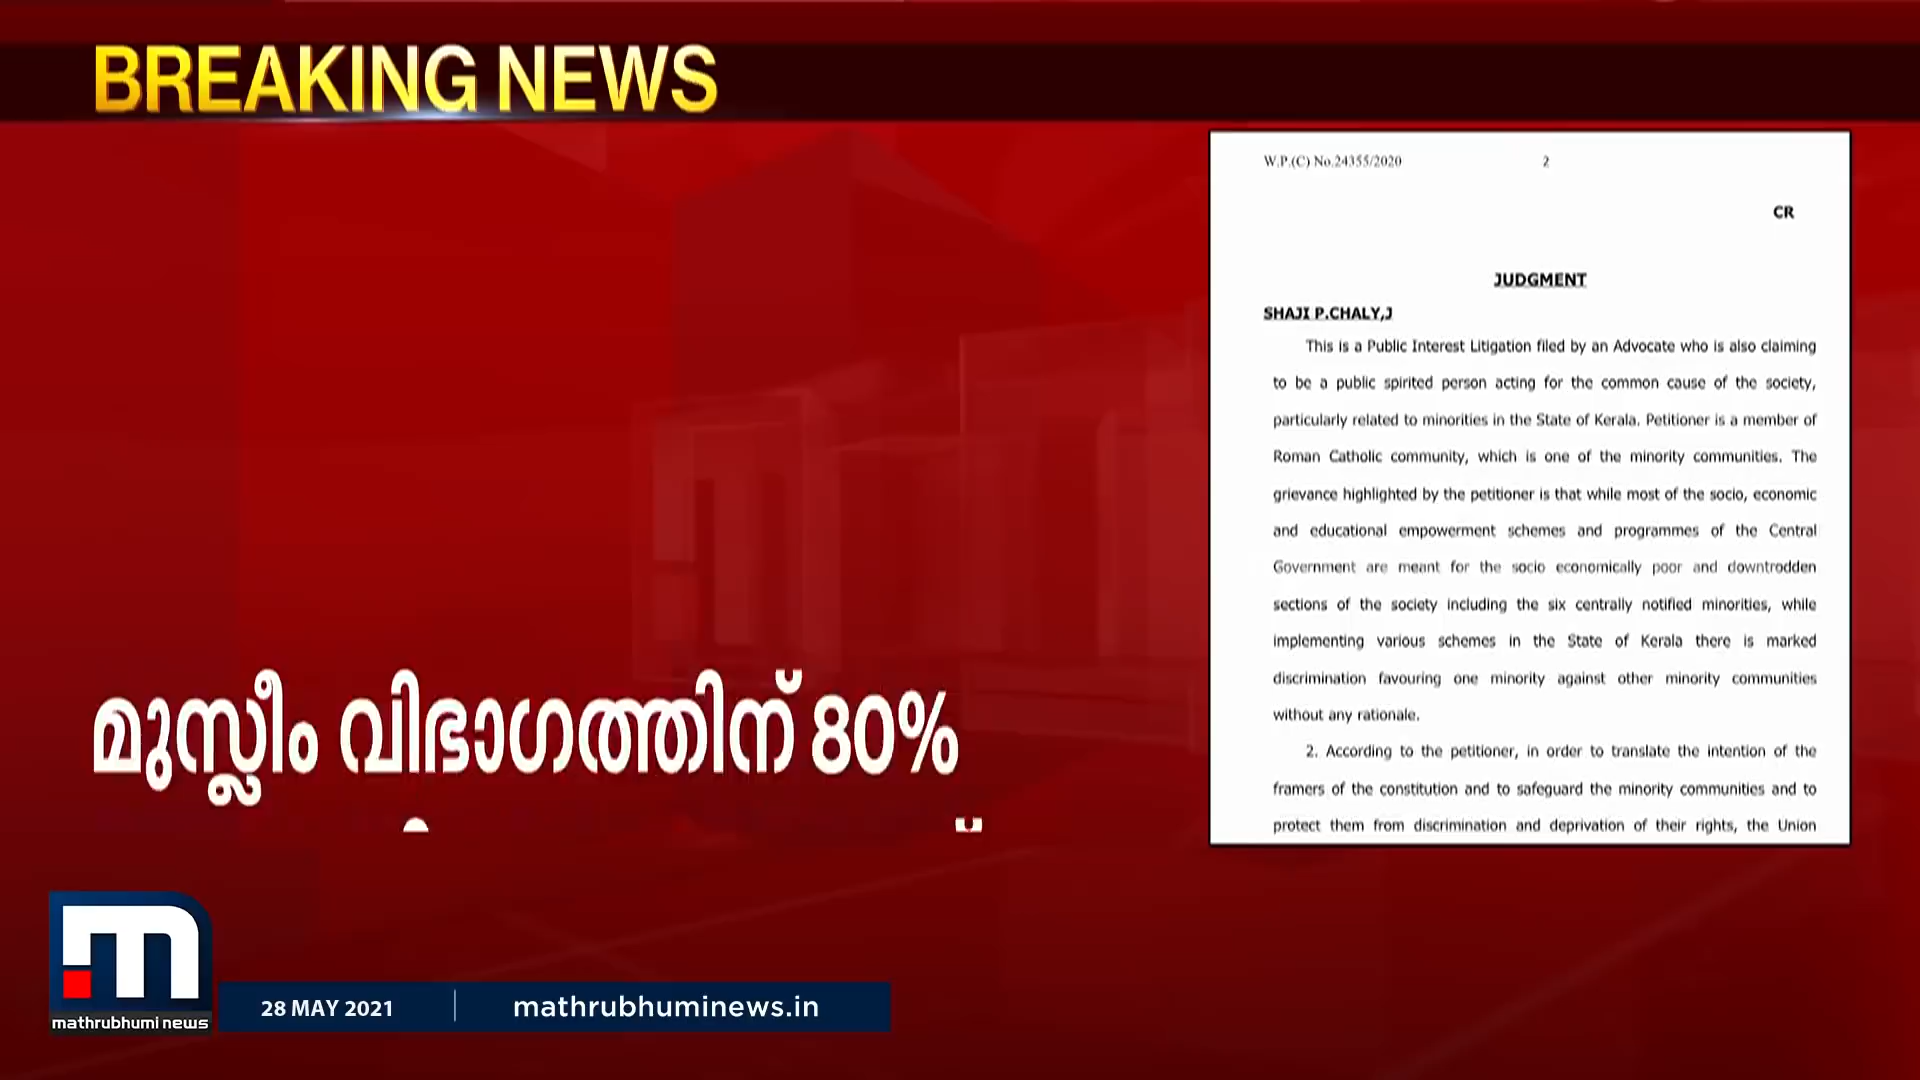 BREAKING NEWS
W.P.(C) No.24355/2020 2
CR
JUDGMENT
SHAJI P.CHALY,J
This is a Public Interest Litigation filed by an Advocate who is also claiming
to be a public spirited person acting for the common cause of the society,
particularly related to minorities in the State of Kerala. Petitioner is a member of
Roman Catholic community, which is one of the minority communities. The
grievance highlighted by the petitioner is that while most of the socio, economic
and educational empowerment schemes and programmes of the Central
Government are meant for the socio economically poor and downtrodden
sections of the society including the six centrally notified minorities, while
implementing various schemes in the State of Kerala there is marked
discrimination favouring one minority against other minority communities
without any rationale.
2. According to the petitioner, in order to translate the intention of the
framers of the constitution and to safeguard the minority communities and to
protect them from discrimination and deprivation of their rights, the Union
മുസ്ലീം വിഭാഗത്തിന് 80%
mathrubhumi news
28 MAY 2021
mathrubhuminews.in